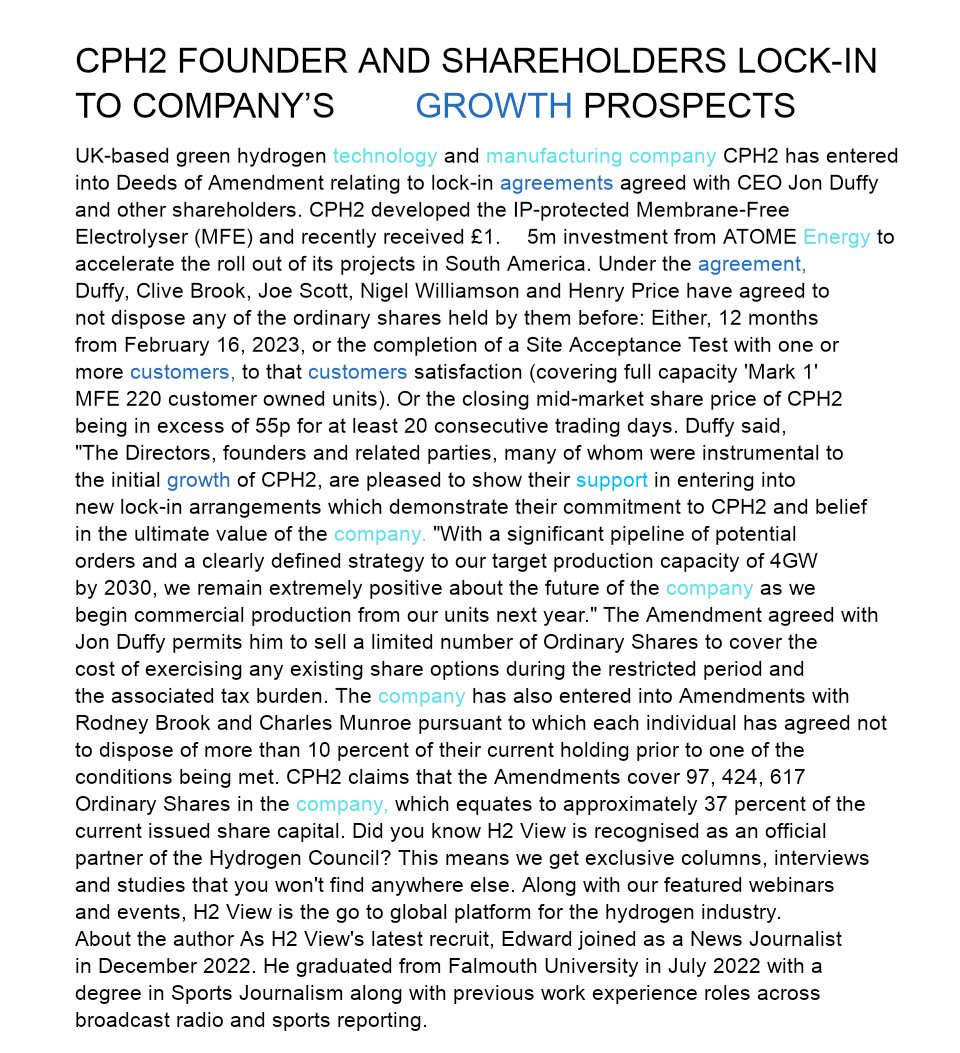 CPH2 FOUNDER AND SHAREHOLDERS LOCK-IN
TO COMPANY’S GROWTH PROSPECTS
UK-based green hydrogen technology and manufacturing company CPH2 has entered
into Deeds of Amendment relating to lock-in agreements agreed with CEO Jon Duffy
and other shareholders. CPH2 developed the IP-protected Membrane-Free
Electrolyser (MFE) and recently received £1. 5m investment from ATOME Energy to
accelerate the roll out of its projects in South America. Under the agreement,
Duffy, Clive Brook, Joe Scott, Nigel Williamson and Henry Price have agreed to
not dispose any of the ordinary shares held by them before: Either, 12 months
from February 16, 2023, or the completion of a Site Acceptance Test with one or
more customers, to that customers satisfaction (covering full capacity 'Mark 1'
MFE 220 customer owned units). Or the closing mid-market share price of CPH2
being in excess of 55p for at least 20 consecutive trading days. Duffy said,
"The Directors, founders and related parties, many of whom were instrumental to
the initial growth of CPH2, are pleased to show their support in entering into
new lock-in arrangements which demonstrate their commitment to CPH2 and belief
in the ultimate value of the company. "With a significant pipeline of potential
orders and a clearly defined strategy to our target production capacity of 4GW
by 2030, we remain extremely positive about the future of the company as we
begin commercial production from our units next year." The Amendment agreed with
Jon Duffy permits him to sell a limited number of Ordinary Shares to cover the
cost of exercising any existing share options during the restricted period and
the associated tax burden. The company has also entered into Amendments with
Rodney Brook and Charles Munroe pursuant to which each individual has agreed not
to dispose of more than 10 percent of their current holding prior to one of the
conditions being met. CPH2 claims that the Amendments cover 97, 424, 617
Ordinary Shares in the company, which equates to approximately 37 percent of the
current issued share capital. Did you know H2 View is recognised as an official
partner of the Hydrogen Council? This means we get exclusive columns, interviews
and studies that you won't find anywhere else. Along with our featured webinars
and events, H2 View is the go to global platform for the hydrogen industry.
About the author As H2 View's latest recruit, Edward joined as a News Journalist
in December 2022. He graduated from Falmouth University in July 2022 with a
degree in Sports Journalism along with previous work experience roles across
broadcast radio and sports reporting.